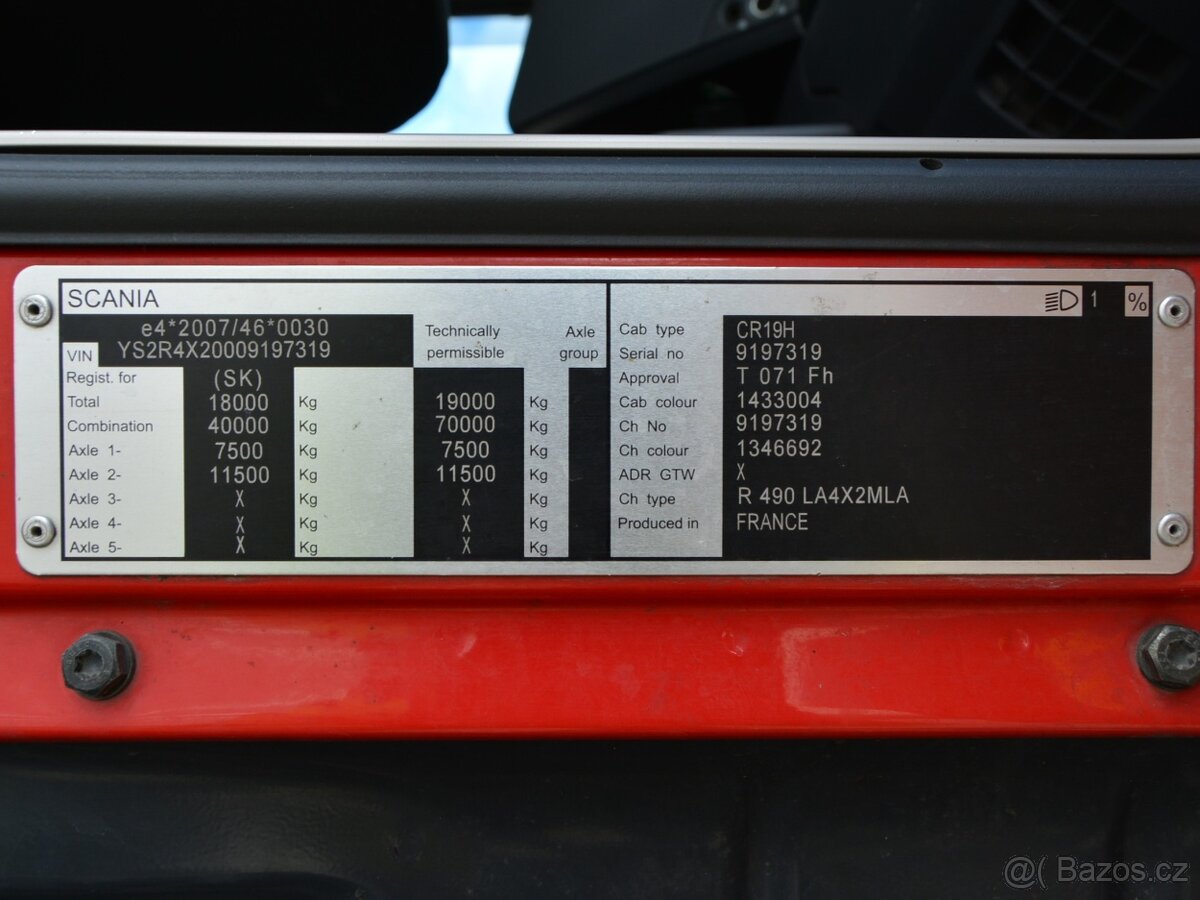 SCANIA
e4*2007/46*0030
VIN YS2R4X20009197319
Technically permissible
Axle group
Regist. for (SK)
Total 18000 Kg 19000 Kg
Combination 40000 Kg 70000 Kg
Axle 1- 7500 Kg 7500 Kg
Axle 2- 11500 Kg 11500 Kg
Axle 3- X Kg X Kg
Axle 4- X Kg X Kg
Axle 5- X Kg X Kg
1 %
Cab type CR19H
Serial no 9197319
Approval T 071 Fh
Cab colour 1433004
Ch No 9197319
Ch colour 1346692
ADR GTW X
Ch type R 490 LA4X2MLA
Produced in FRANCE
@( Bazos.cz